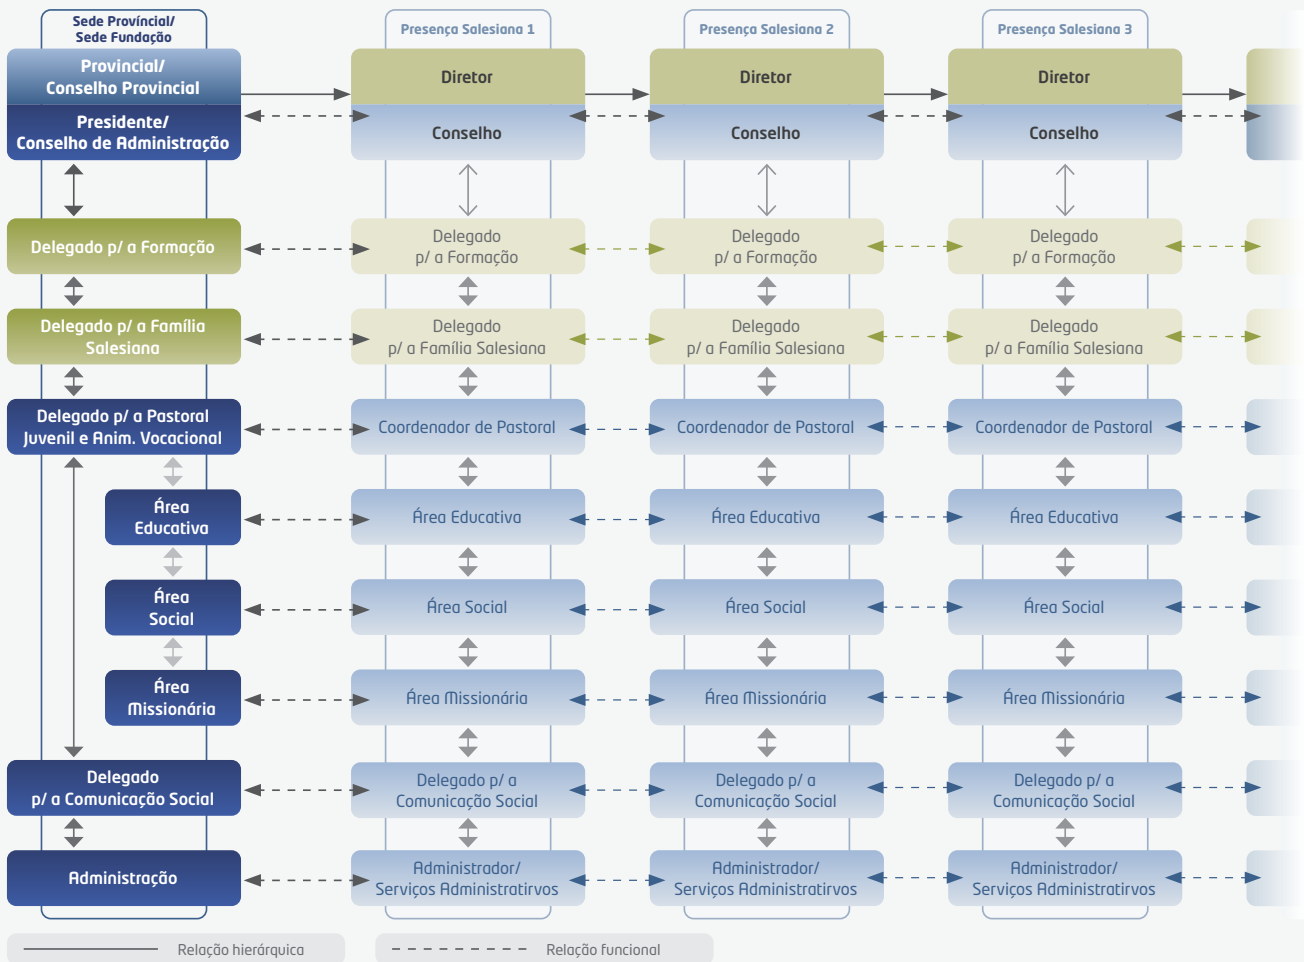 Sede Províncial/
Sede Fundação
Presença Salesiana 1
Presença Salesiana 2
Presença Salesiana 3
Provincial/
Conselho Provincial
Diretor
Diretor
Diretor
Presidente/
Conselho de Administração
Conselho
Conselho
Conselho
Delegado p/ a Formação
Delegado
p/ a Formação
Delegado
p/ a Formação
Delegado
p/ a Formação
Delegado p/ a Família
Salesiana
Delegado
p/ a Família Salesiana
Delegado
p/ a Família Salesiana
Delegado
p/ a Família Salesiana
Delegado p/ a Pastoral
Juvenil e Anim. Vocacional
Coordenador de Pastoral
Coordenador de Pastoral
Coordenador de Pastoral
Área
Educativa
Área Educativa
Área Educativa
Área Educativa
Área
Social
Área Social
Área Social
Área Social
Área
Missionária
Área Missionária
Área Missionária
Área Missionária
Delegado
p/ a Comunicação Social
Delegado p/ a
Comunicação Social
Delegado p/ a
Comunicação Social
Delegado p/ a
Comunicação Social
Administração
Administrador/
Serviços Administratirvos
Administrador/
Serviços Administratirvos
Administrador/
Serviços Administratirvos
Relação hierárquica
Relação funcional